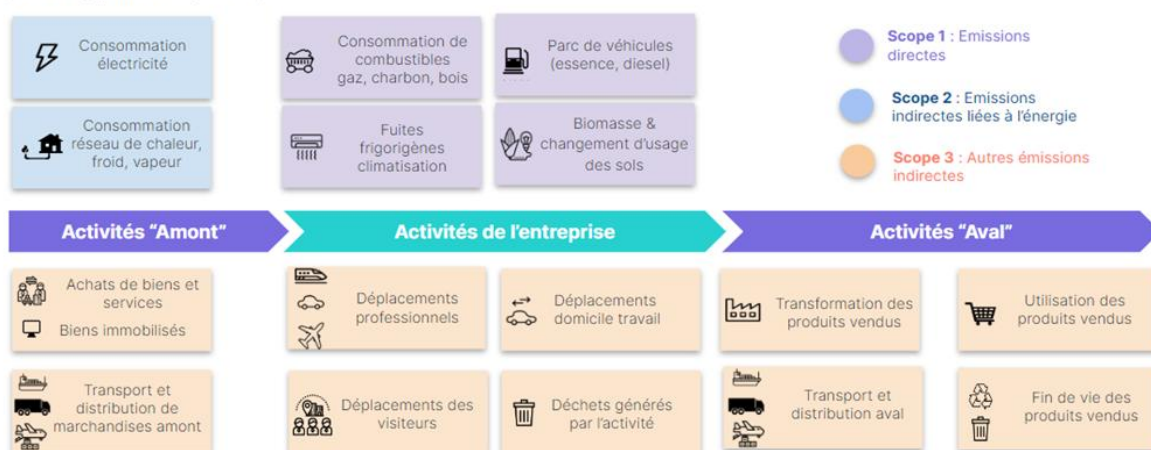 Consommation
électricité
Consommation de
combustibles
gaz, charbon, bois
Parc de véhicules
(essence, diesel)
Scope 1 : Emissions
directes
Consommation
réseau de chaleur,
froid, vapeur
Fuites
frigorigènes
climatisation
Biomasse &
changement d'usage
des sols
Scope 2 : Emissions
indirectes liées à l'énergie
Scope 3 : Autres émissions
indirectes
Activités "Amont"
Activités de l'entreprise
Activités "Aval"
Achats de biens et
services
Biens immobilisés
Déplacements
professionnels
Déplacements
domicile travail
Transformation des
produits vendus
Utilisation des
produits vendus
Transport et
distribution de
marchandises amont
Déplacements des
visiteurs
Déchets générés
par l'activité
Transport et
distribution aval
Fin de vie des
produits vendus